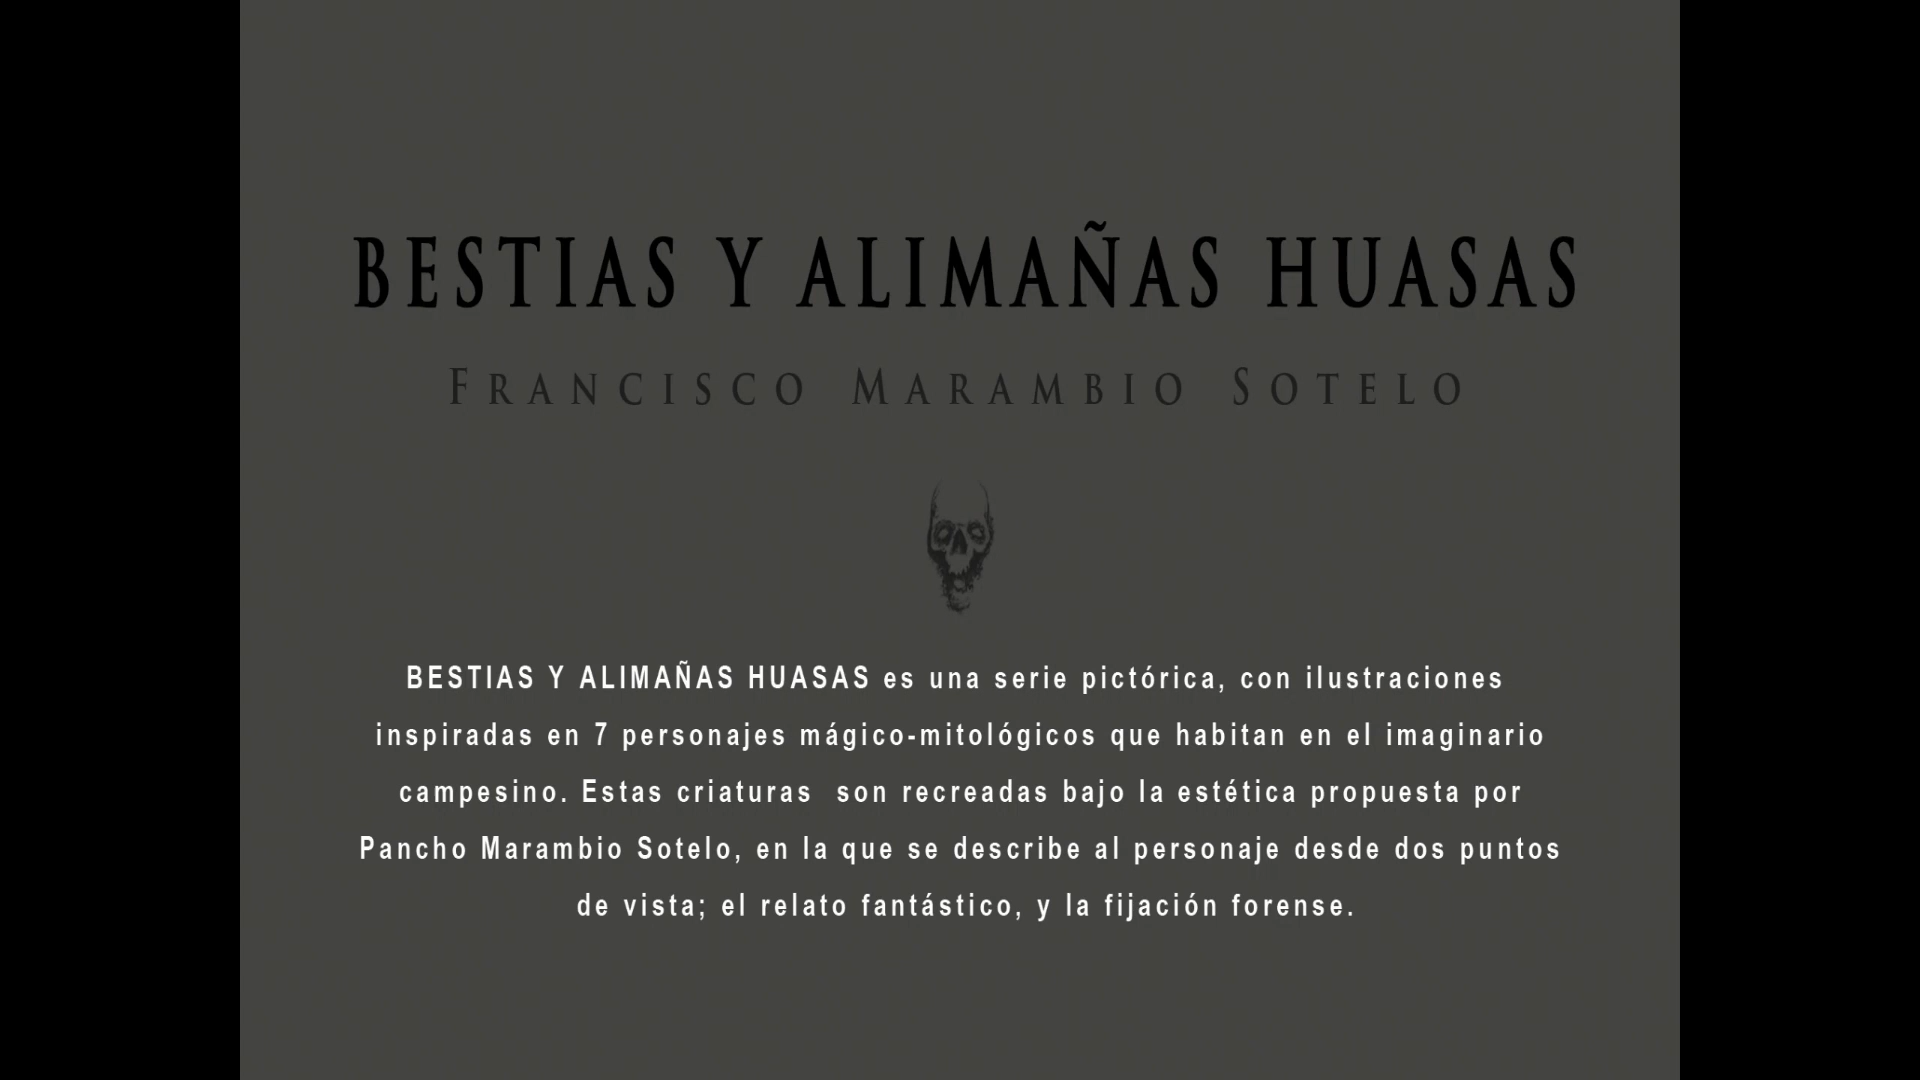 BESTIAS Y ALIMAÑAS HUASAS
FRANCISCO MARAMBIO SOTELO
BESTIAS Y ALIMAÑAS HUASAS es una serie pictórica, con ilustraciones
inspiradas en 7 personajes mágico-mitológicos que habitan en el imaginario
campesino. Estas criaturas  son recreadas bajo la estética propuesta por
Pancho Marambio Sotelo, en la que se describe al personaje desde dos puntos
de vista; el relato fantástico, y la fijación forense.